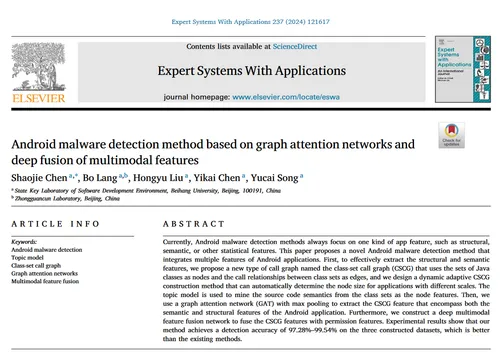 Expert Systems With Applications 237 (2024) 121617
Contents lists available at ScienceDirect
Expert Systems With Applications
journal homepage: www.elsevier.com/locate/eswa
ELSEVIER
Expert
Systems
with
Applications
Check for
updates
Android malware detection method based on graph attention networks and
deep fusion of multimodal features
Shaojie Chen a,*, Bo Lang a,b, Hongyu Liu a, Yikai Chen a, Yucai Song a
a State Key Laboratory of Software Development Environment, Beihang University, Beijing, 100191, China
b Zhongguancun Laboratory, Beijing, China
ARTICLE INFO
Keywords:
Android malware detection
Topic model
Class-set call graph
Graph attention networks
Multimodal feature fusion
ABSTRACT
Currently, Android malware detection methods always focus on one kind of app feature, such as structural,
semantic, or other statistical features. This paper proposes a novel Android malware detection method that
integrates multiple features of Android applications. First, to effectively extract the structural and semantic
features, we propose a new type of call graph named the class-set call graph (CSCG) that uses the sets of Java
classes as nodes and the call relationships between class sets as edges, and we design a dynamic adaptive CSCG
construction method that can automatically determine the node size for applications with different scales. The
topic model is used to mine the source code semantics from the class sets as the node features. Then, we
use a graph attention network (GAT) with max pooling to extract the CSCG feature that encompass both the
semantic and structural features of the Android application. Furthermore, we construct a deep multimodal
feature fusion network to fuse the CSCG features with permission features. Experimental results show that our
method achieves a detection accuracy of 97.28%–99.54% on the three constructed datasets, which is better
than the existing methods.